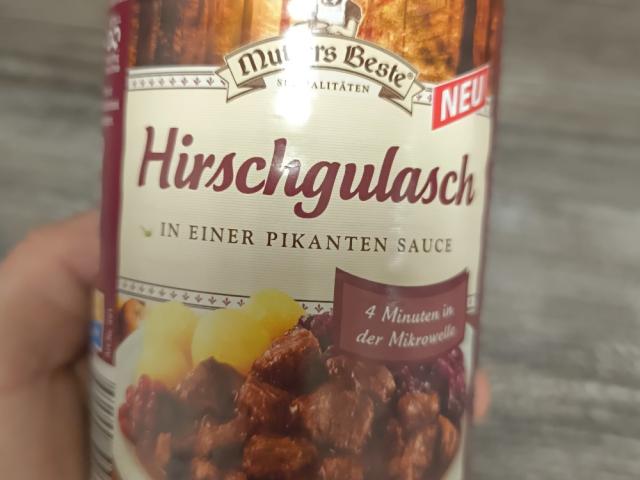 Mutters Beste®
SPEZIALITÄTEN
NEU
Hirschgulasch
IN EINER PIKANTEN SAUCE
4 Minuten in
der Mikrowelle